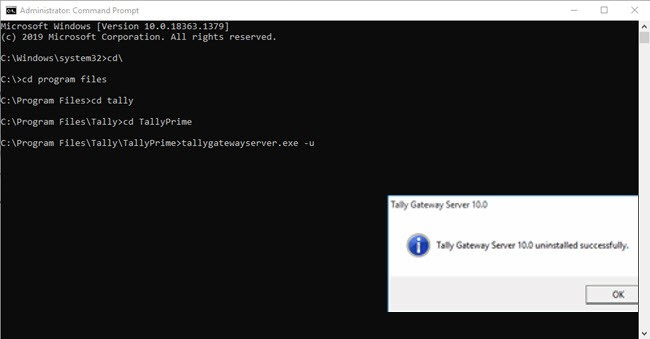 Administrator: Command Prompt
Microsoft Windows [Version 10.0.18363.1379]
(c) 2019 Microsoft Corporation. All rights reserved.
C:\Windows\system32>cd\
C:\>cd program files
C:\Program Files>cd tally
C:\Program Files\Tally>cd TallyPrime
C:\Program Files\Tally\TallyPrime>tallygatewayserver.exe -u
Tally Gateway Server 10.0
Tally Gateway Server 10.0 uninstalled successfully.
OK